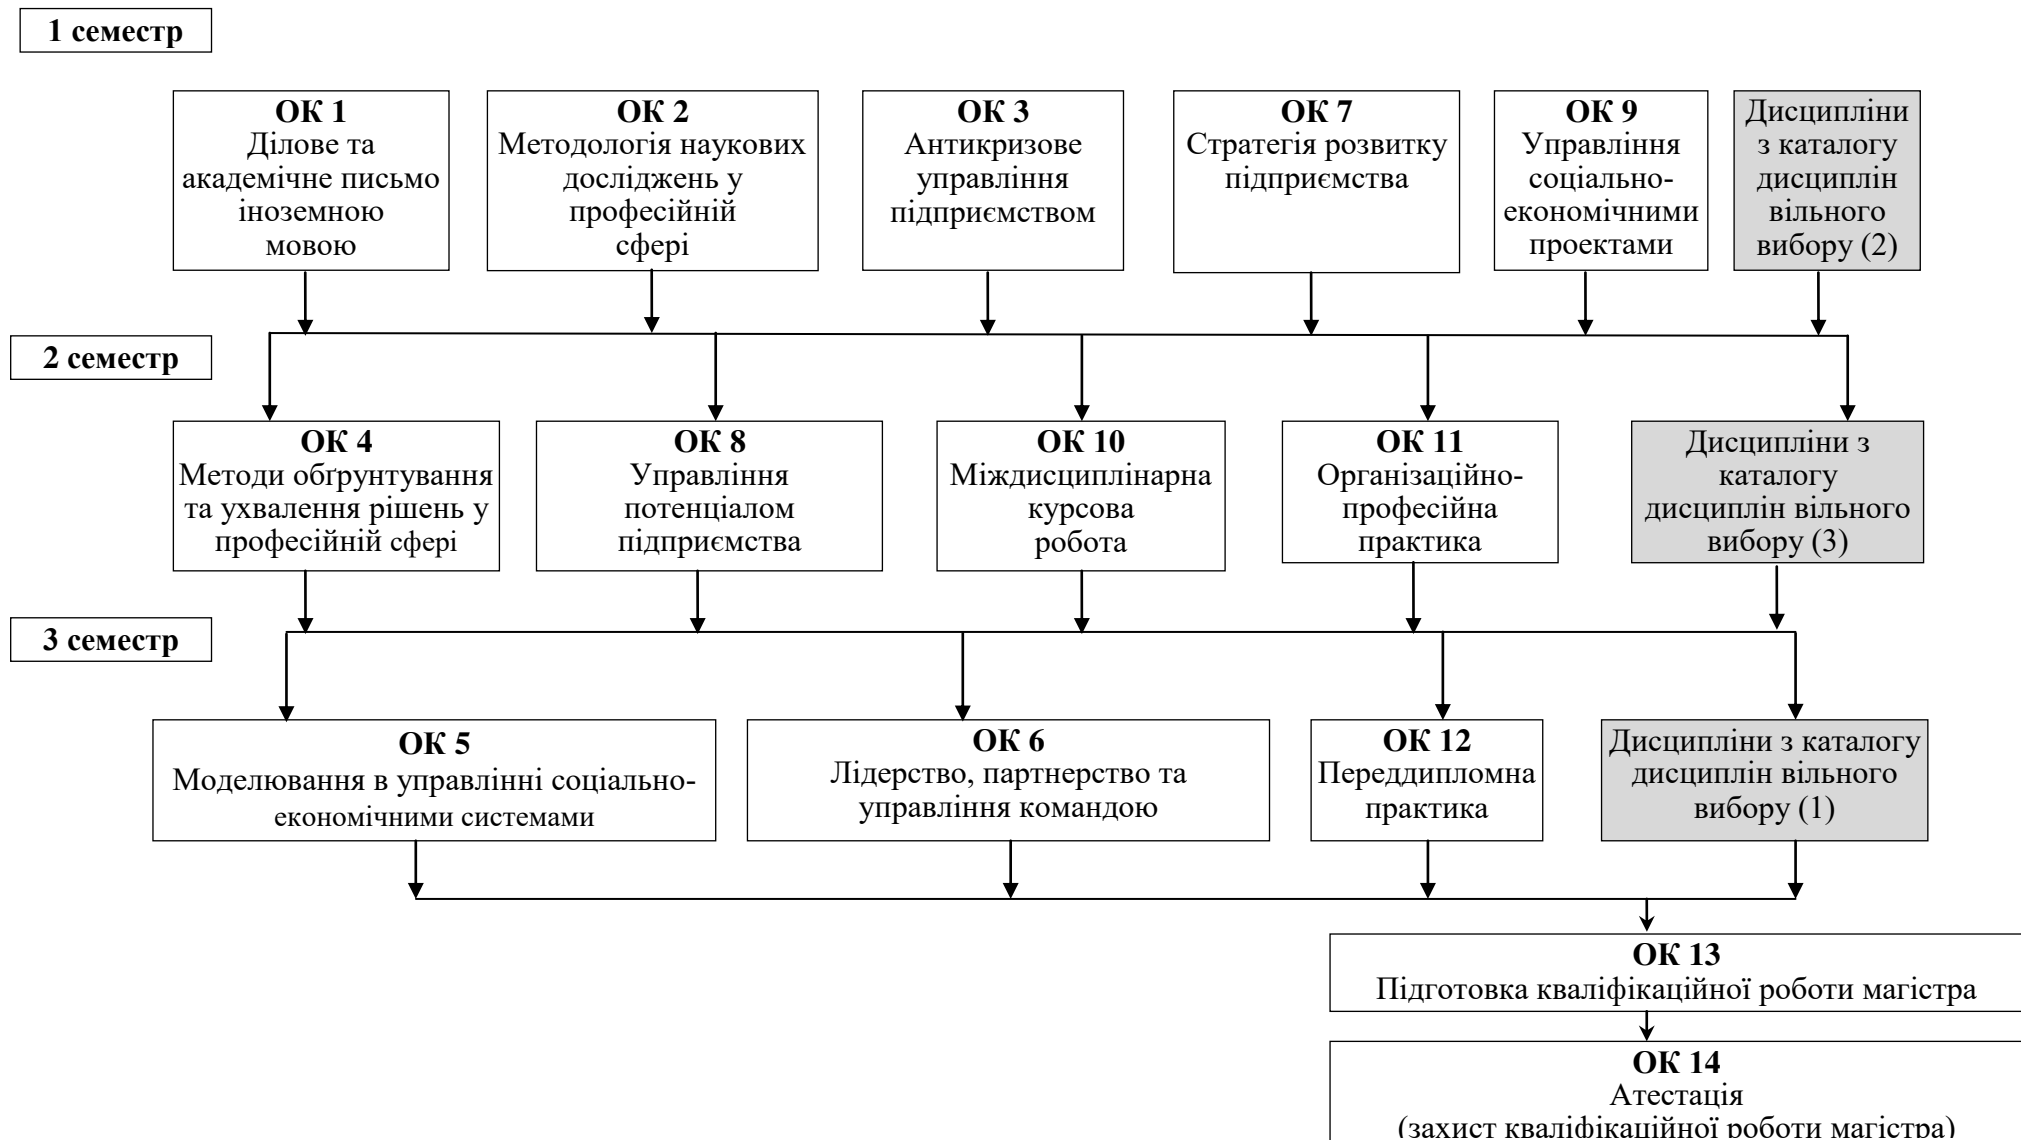 1 семестр
ОК 1
Ділове та
академічне письмо
іноземною
мовою
ОК 2
Методологія наукових
досліджень у
професійній
сфері
ОК 3
Антикризове
управління
підприємством
ОК 7
Стратегія розвитку
підприємства
ОК 9
Управління
соціально-
економічними
проектами
Дисципліни
з каталогу
дисциплін
вільного
вибору (2)
2 семестр
ОК 4
Методи обґрунтування
та ухвалення рішень у
професійній сфері
ОК 8
Управління
потенціалом
підприємства
ОК 10
Міждисциплінарна
курсова
робота
ОК 11
Організаційно-
професійна
практика
Дисципліни з
каталогу
дисциплін вільного
вибору (3)
3 семестр
ОК 5
Моделювання в управлінні соціально-
економічними системами
ОК 6
Лідерство, партнерство та
управління командою
ОК 12
Переддипломна
практика
Дисципліни з каталогу
дисциплін вільного
вибору (1)
ОК 13
Підготовка кваліфікаційної роботи магістра
ОК 14
Атестація
(захист кваліфікаційної роботи магістра)